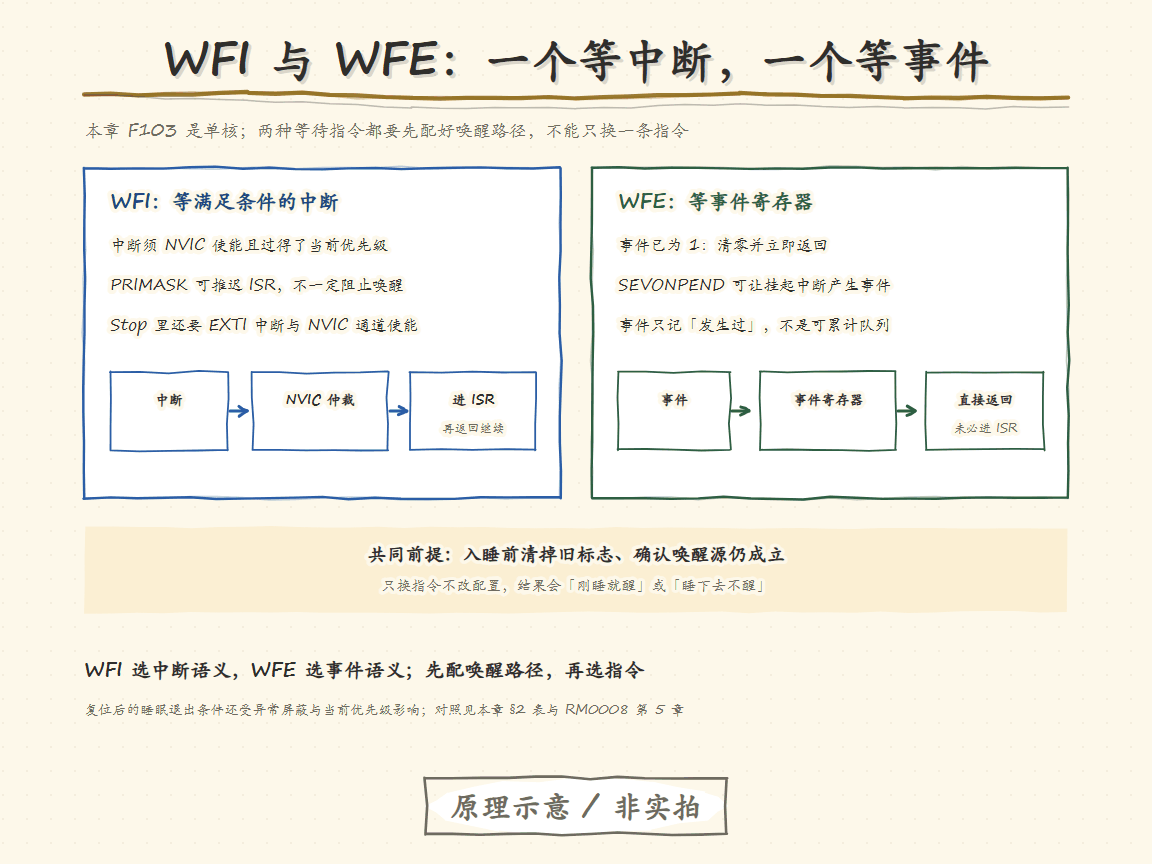 WFI 与 WFE：一个等中断，一个等事件
本章 F103 是单核；两种等待指令都要先配好唤醒路径，不能只换一条指令
WFI：等满足条件的中断
中断须 NVIC 使能且过得了当前优先级
PRIMASK 可推迟 ISR，不一定阻止唤醒
Stop 里还要 EXTI 中断与 NVIC 通道使能
中断
NVIC 仲裁
进 ISR
再返回继续
WFE：等事件寄存器
事件已为 1：清零并立即返回
SEVONPEND 可让挂起中断产生事件
事件只记「发生过」，不是可累计队列
事件
事件寄存器
直接返回
未必进 ISR
共同前提：入睡前清掉旧标志、确认唤醒源仍成立
只换指令不改配置，结果会「刚睡就醒」或「睡下去不醒」
WFI 选中断语义，WFE 选事件语义；先配唤醒路径，再选指令
复位后的睡眠退出条件还受异常屏蔽与当前优先级影响；对照见本章 §2 表与 RM0008 第 5 章
原理示意 / 非实拍